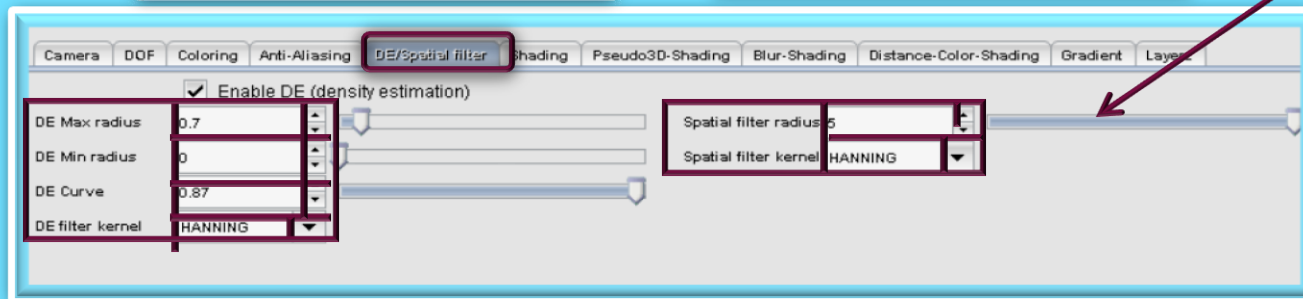 Camera DOF Coloring Anti-Aliasing DE/Spatial filter Shading Pseudo3D-Shading Blur-Shading Distance-Color-Shading Gradient Layers
Enable DE (density estimation)
DE Max radius 0.7 Spatial filter radius 5
DE Min radius 0 Spatial filter kernel HANNING
DE Curve 0.87
DE filter kernel HANNING